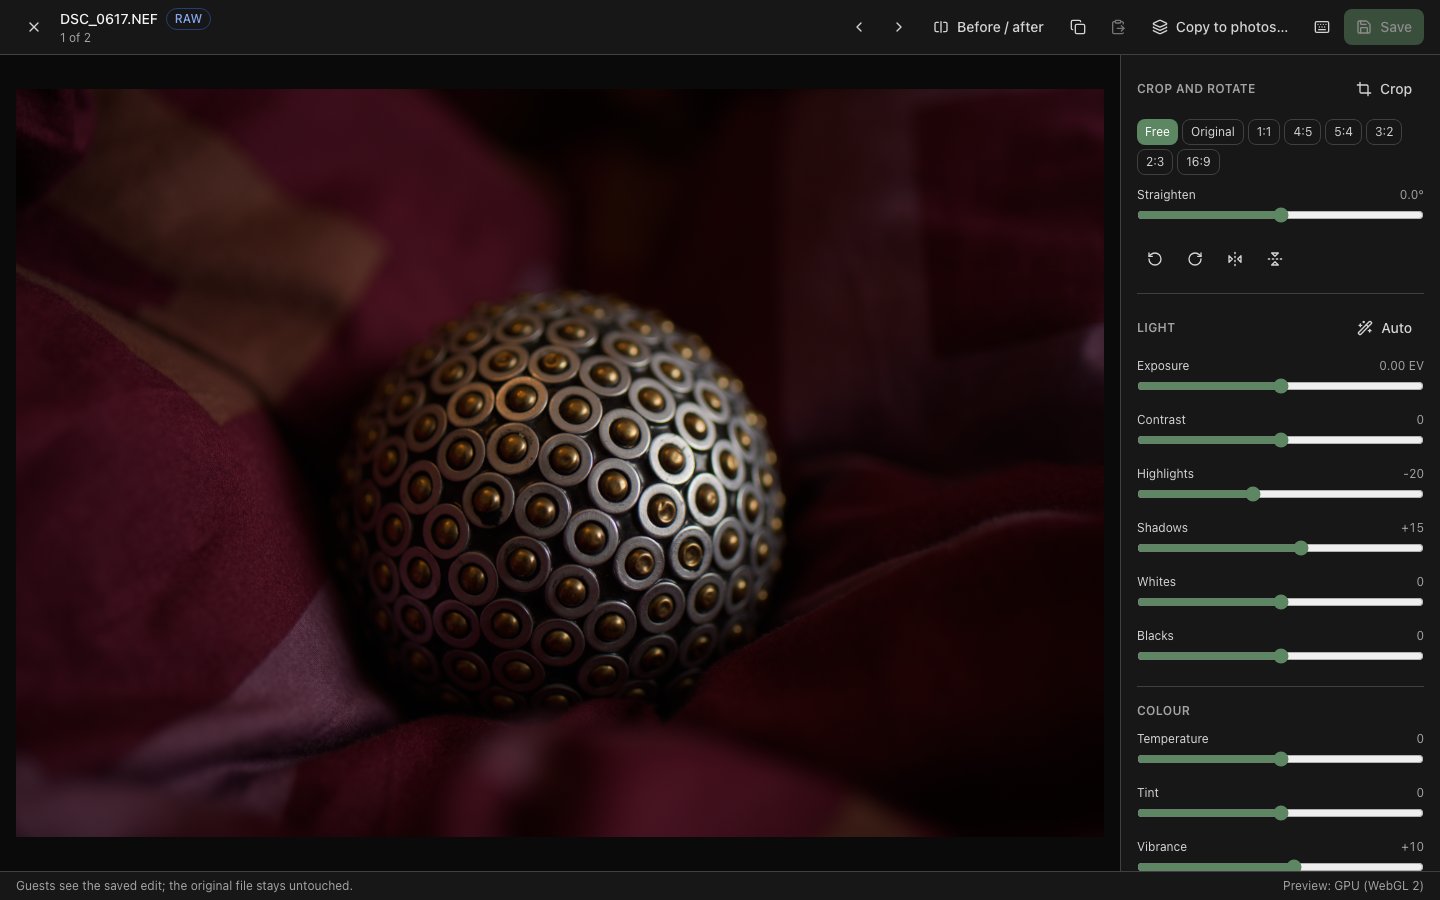 DSC_0617.NEF RAW
1 of 2
Before / after
Copy to photos...
Save
CROP AND ROTATE
Crop
Free Original 1:1 4:5 5:4 3:2
2:3 16:9
Straighten 0.0°
LIGHT
Auto
Exposure 0.00 EV
Contrast 0
Highlights -20
Shadows +15
Whites 0
Blacks 0
COLOUR
Temperature 0
Tint 0
Vibrance +10
Guests see the saved edit; the original file stays untouched.
Preview: GPU (WebGL 2)